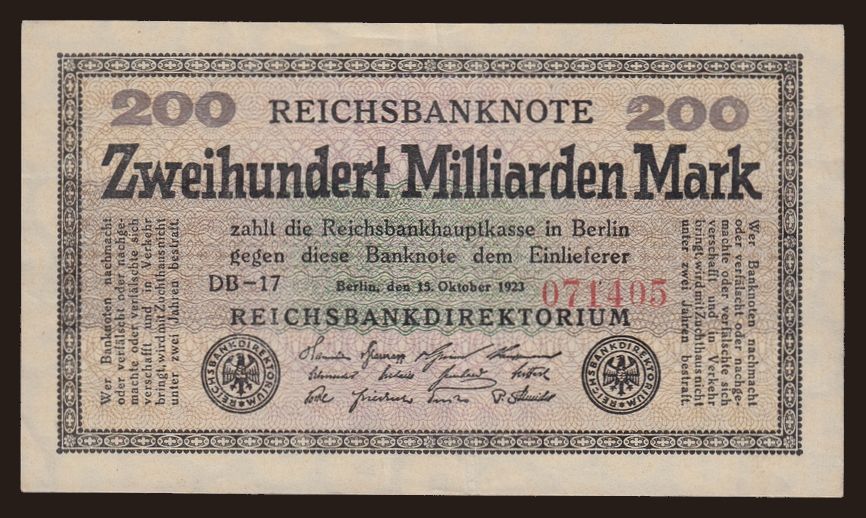 200 REICHSBANKNOTE 200
Zweihundert Milliarden Mark
zahlt die Reichsbankhauptkasse in Berlin
gegen diese Banknote dem Einlieferer
DB-17 Berlin, den 15. Oktober 1923 071405
REICHSBANKDIREKTORIUM
Wer Banknoten nachmacht
oder verfälscht oder nachge-
machte oder verfälschte sich
verschafft und in Verkehr
bringt, wird mit Zuchthaus nicht
unter zwei Jahren bestraft.
Wer Banknoten nachmacht
oder verfälscht oder nachge-
machte oder verfälschte sich
verschafft und in Verkehr
bringt, wird mit Zuchthaus nicht
unter zwei Jahren bestraft
REICHSBANKDIREKTORIUM
REICHSBANKDIREKTORIUM